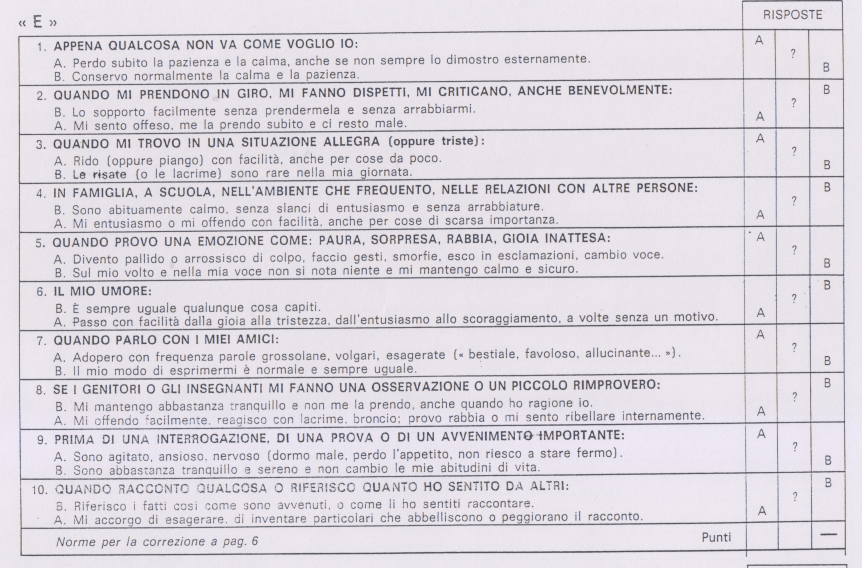 « E »
RISPOSTE
1. APPENA QUALCOSA NON VA COME VOGLIO IO:
A. Perdo subito la pazienza e la calma, anche se non sempre lo dimostro esternamente.
B. Conservo normalmente la calma e la pazienza.
A ? B
2. QUANDO MI PRENDONO IN GIRO, MI FANNO DISPETTI, MI CRITICANO, ANCHE BENEVOLMENTE:
B. Lo sopporto facilmente senza prendermela e senza arrabbiarmi.
A. Mi sento offeso, me la prendo subito e ci resto male.
A ? B
3. QUANDO MI TROVO IN UNA SITUAZIONE ALLEGRA (oppure triste):
A. Rido (oppure piango) con facilità, anche per cose da poco.
B. Le risate (o le lacrime) sono rare nella mia giornata.
A ? B
4. IN FAMIGLIA, A SCUOLA, NELL'AMBIENTE CHE FREQUENTO, NELLE RELAZIONI CON ALTRE PERSONE:
B. Sono abituamente calmo, senza slanci di entusiasmo e senza arrabbiature.
A. Mi entusiasmo o mi offendo con facilità, anche per cose di scarsa importanza.
A ? B
5. QUANDO PROVO UNA EMOZIONE COME: PAURA, SORPRESA, RABBIA, GIOIA INATTESA:
A. Divento pallido o arrossisco di colpo, faccio gesti, smorfie, esco in esclamazioni, cambio voce.
B. Sul mio volto e nella mia voce non si nota niente e mi mantengo calmo e sicuro.
A ? B
6. IL MIO UMORE:
B. È sempre uguale qualunque cosa capiti.
A. Passo con facilità dalla gioia alla tristezza, dall'entusiasmo allo scoraggiamento, a volte senza un motivo.
A ? B
7. QUANDO PARLO CON I MIEI AMICI:
A. Adopero con frequenza parole grossolane, volgari, esagerate (« bestiale, favoloso, allucinante... »).
B. Il mio modo di esprimermi è normale e sempre uguale.
A ? B
8. SE I GENITORI O GLI INSEGNANTI MI FANNO UNA OSSERVAZIONE O UN PICCOLO RIMPROVERO:
B. Mi mantengo abbastanza tranquillo e non me la prendo, anche quando ho ragione io.
A. Mi offendo facilmente, reagisco con lacrime, broncio; provo rabbia o mi sento ribellare internamente.
A ? B
9. PRIMA DI UNA INTERROGAZIONE, DI UNA PROVA O DI UN AVVENIMENTO IMPORTANTE:
A. Sono agitato, ansioso, nervoso (dormo male, perdo l'appetito, non riesco a stare fermo).
B. Sono abbastanza tranquillo e sereno e non cambio le mie abitudini di vita.
A ? B
10. QUANDO RACCONTO QUALCOSA O RIFERISCO QUANTO HO SENTITO DA ALTRI:
B. Riferisco i fatti così come sono avvenuti, o come li ho sentiti raccontare.
A. Mi accorgo di esagerare, di inventare particolari che abbelliscono o peggiorano il racconto.
A ? B
Norme per la correzione a pag. 6
Punti —